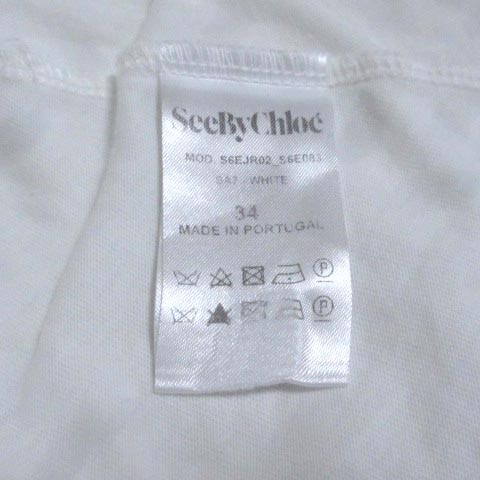 SeeByChloé
MOD. S6EJR02_S6E083
SA7 - WHITE
34
MADE IN PORTUGAL
P
P